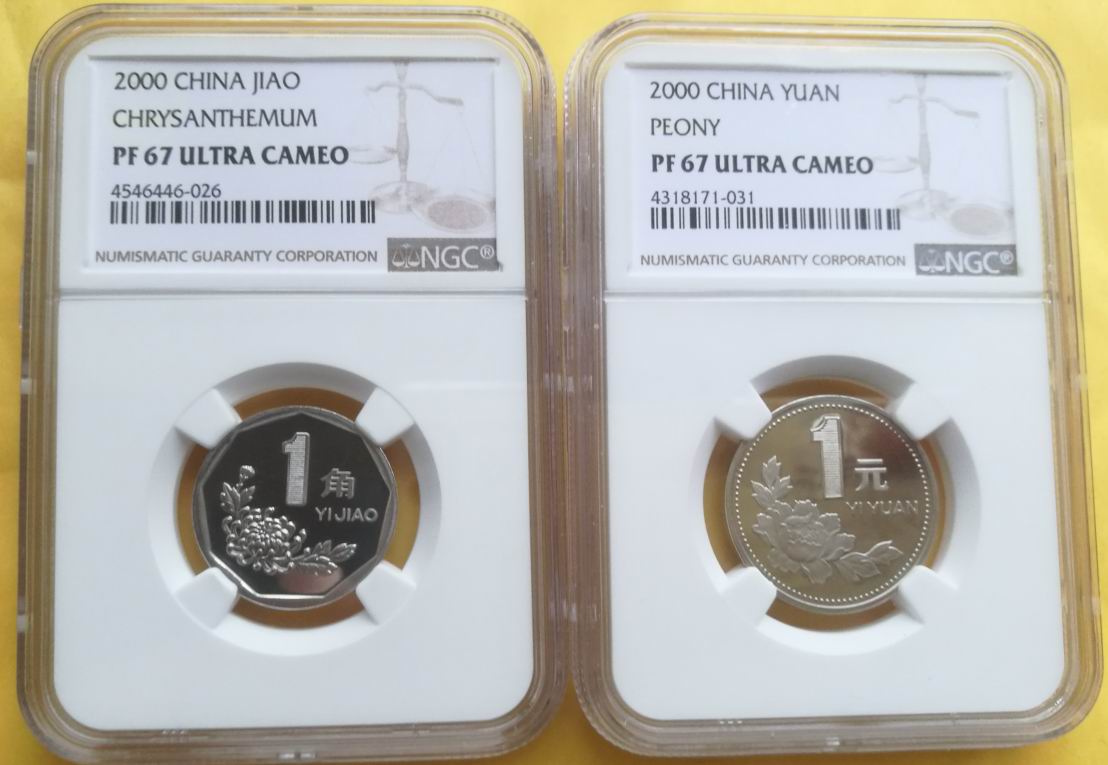 2000 CHINA JIAO
CHRYSANTHEMUM
PF 67 ULTRA CAMEO
4546446-026
NUMISMATIC GUARANTY CORPORATION
NGC®
1角
YI JIAO
2000 CHINA YUAN
PEONY
PF 67 ULTRA CAMEO
4318171-031
NUMISMATIC GUARANTY CORPORATION
NGC®
1元
YI YUAN